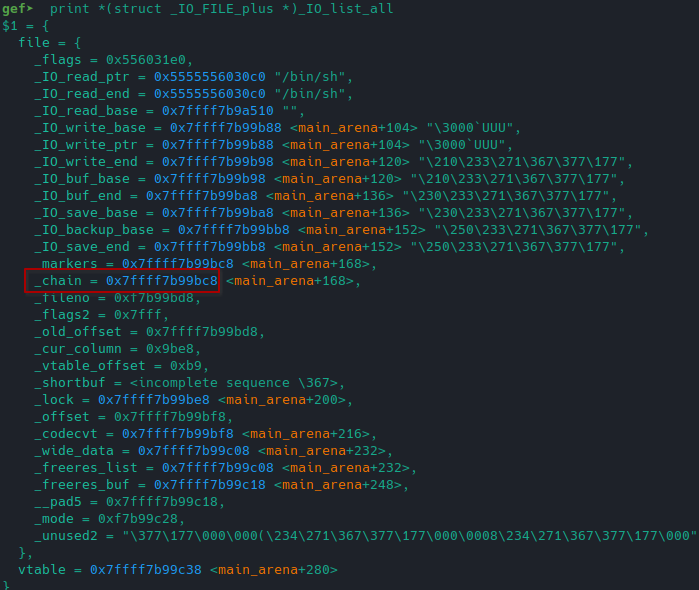 gef➤  print *(struct _IO_FILE_plus *)_IO_list_all
$1 = {
  file = {
    _flags = 0x556031e0,
    _IO_read_ptr = 0x5555556030c0 "/bin/sh",
    _IO_read_end = 0x5555556030c0 "/bin/sh",
    _IO_read_base = 0x7ffff7b9a510 "",
    _IO_write_base = 0x7ffff7b99b88 <main_arena+104> "\3000`UUU",
    _IO_write_ptr = 0x7ffff7b99b88 <main_arena+104> "\3000`UUU",
    _IO_write_end = 0x7ffff7b99b98 <main_arena+120> "\210\233\271\367\377\177",
    _IO_buf_base = 0x7ffff7b99b98 <main_arena+120> "\210\233\271\367\377\177",
    _IO_buf_end = 0x7ffff7b99ba8 <main_arena+136> "\230\233\271\367\377\177",
    _IO_save_base = 0x7ffff7b99ba8 <main_arena+136> "\230\233\271\367\377\177",
    _IO_backup_base = 0x7ffff7b99bb8 <main_arena+152> "\250\233\271\367\377\177",
    _IO_save_end = 0x7ffff7b99bb8 <main_arena+152> "\250\233\271\367\377\177",
    _markers = 0x7ffff7b99bc8 <main_arena+168>,
    _chain = 0x7ffff7b99bc8 <main_arena+168>,
    _fileno = 0xf7b99bd8,
    _flags2 = 0x7fff,
    _old_offset = 0x7ffff7b99bd8,
    _cur_column = 0x9be8,
    _vtable_offset = 0xb9,
    _shortbuf = <incomplete sequence \367>,
    _lock = 0x7ffff7b99be8 <main_arena+200>,
    _offset = 0x7ffff7b99bf8,
    _codecvt = 0x7ffff7b99bf8 <main_arena+216>,
    _wide_data = 0x7ffff7b99c08 <main_arena+232>,
    _freeres_list = 0x7ffff7b99c08 <main_arena+232>,
    _freeres_buf = 0x7ffff7b99c18 <main_arena+248>,
    __pad5 = 0x7ffff7b99c18,
    _mode = 0xf7b99c28,
    _unused2 = "\377\177\000\000(\234\271\367\377\177\000\0008\234\271\367\377\177\000"
  },
  vtable = 0x7ffff7b99c38 <main_arena+280>
}